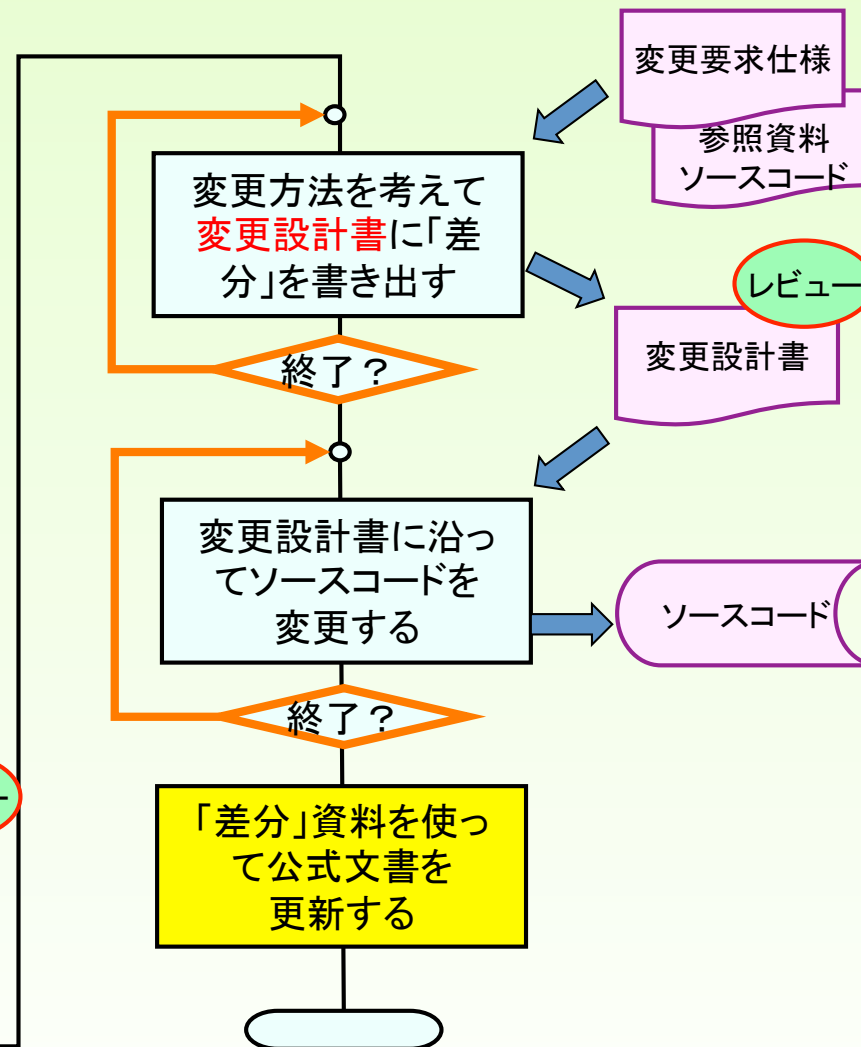 変更要求仕様
参照資料
ソースコード
変更方法を考えて
変更設計書に「差
分」を書き出す
レビュー
変更設計書
終了？
変更設計書に沿っ
てソースコードを
変更する
ソースコード
終了？
「差分」資料を使っ
て公式文書を
更新する